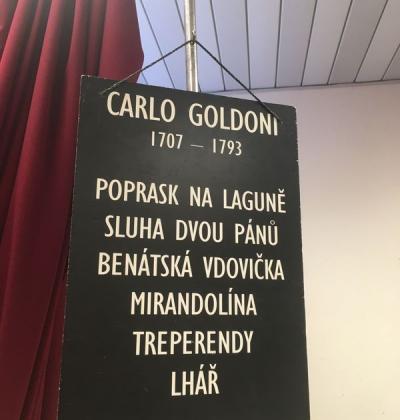 CARLO GOLDONI
1707 — 1793
POPRASK NA LAGUNĚ
SLUHA DVOU PÁNŮ
BENÁTSKÁ VDOVIČKA
MIRANDOLÍNA
TREPERENDY
LHÁŘ